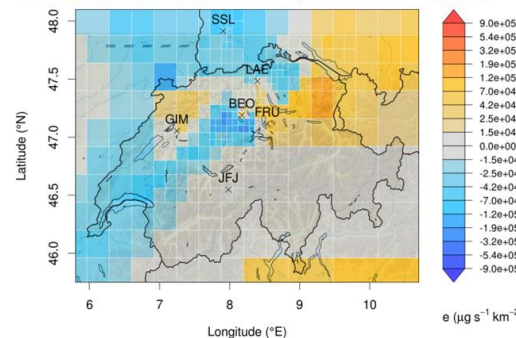 48.0
47.5
47.0
46.5
46.0
Latitude (°N)
SSL
LAE
BEO
FRU
GIM
JFJ
6
7
8
9
10
Longitude (°E)
9.0e+05
5.4e+05
3.2e+05
1.9e+05
1.2e+05
7.0e+04
4.2e+04
2.5e+04
1.5e+04
0.0e+00
-1.5e+04
-2.5e+04
-4.2e+04
-7.0e+04
-1.2e+05
-1.9e+05
-3.2e+05
-5.4e+05
-9.0e+05
e (μg s⁻¹ km⁻²